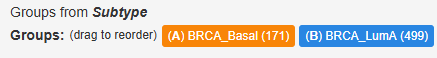 Groups from Subtype
Groups: (drag to reorder) (A) BRCA_Basal (171) (B) BRCA_LumA (499)